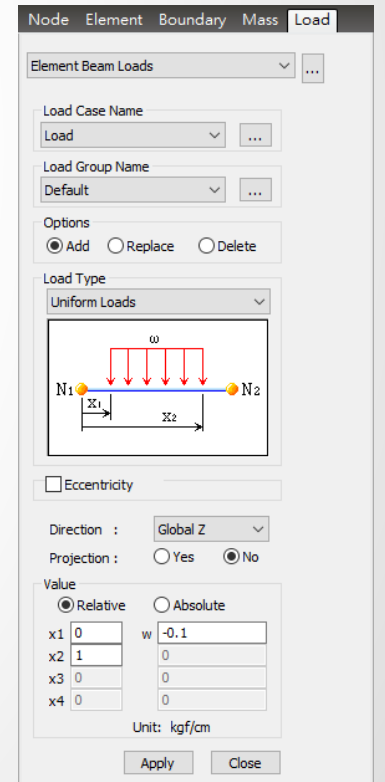 Node Element Boundary Mass Load
Element Beam Loads ...
Load Case Name
Load ...
Load Group Name
Default ...
Options
Add Replace Delete
Load Type
Uniform Loads
ω
N1 N2
X1
X2
Eccentricity
Direction : Global Z
Projection : Yes No
Value
Relative Absolute
x1 0 w -0.1
x2 1 0
x3 0 0
x4 0 0
Unit: kgf/cm
Apply Close